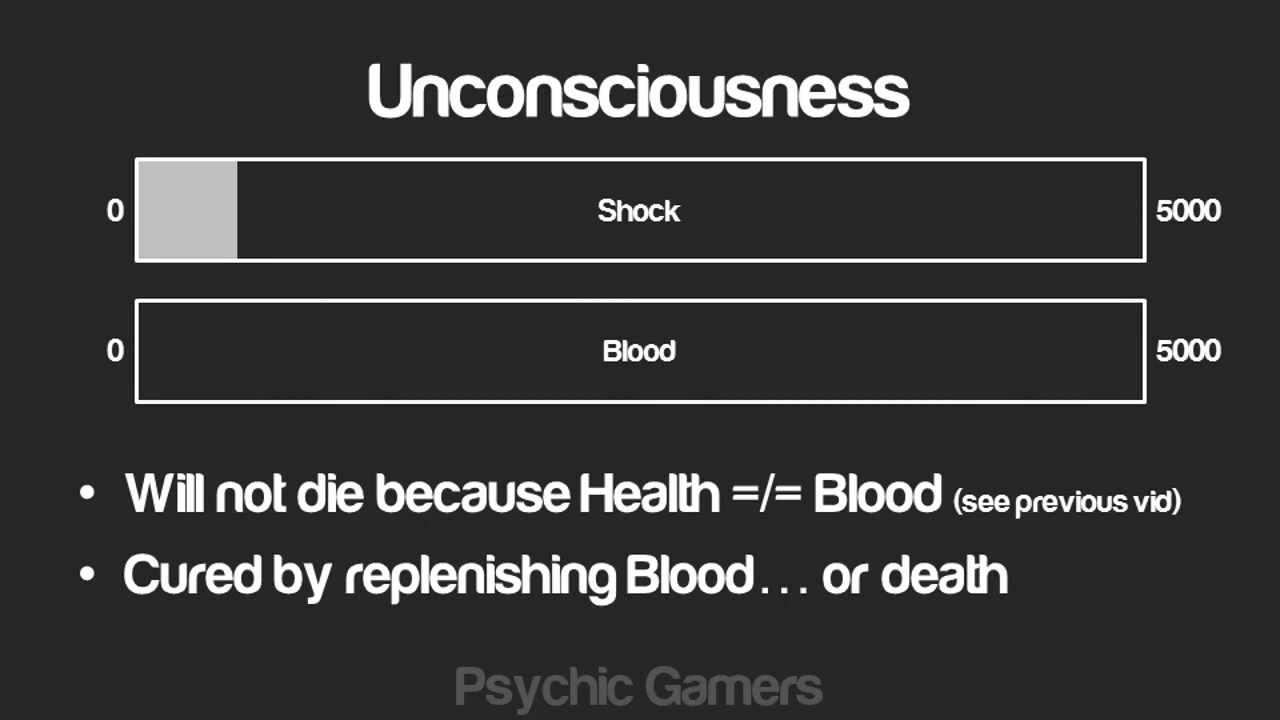 Unconsciousness
0 Shock 5000
0 Blood 5000
• Will not die because Health =/= Blood (see previous vid)
• Cured by replenishing Blood... or death
Psychic Gamers